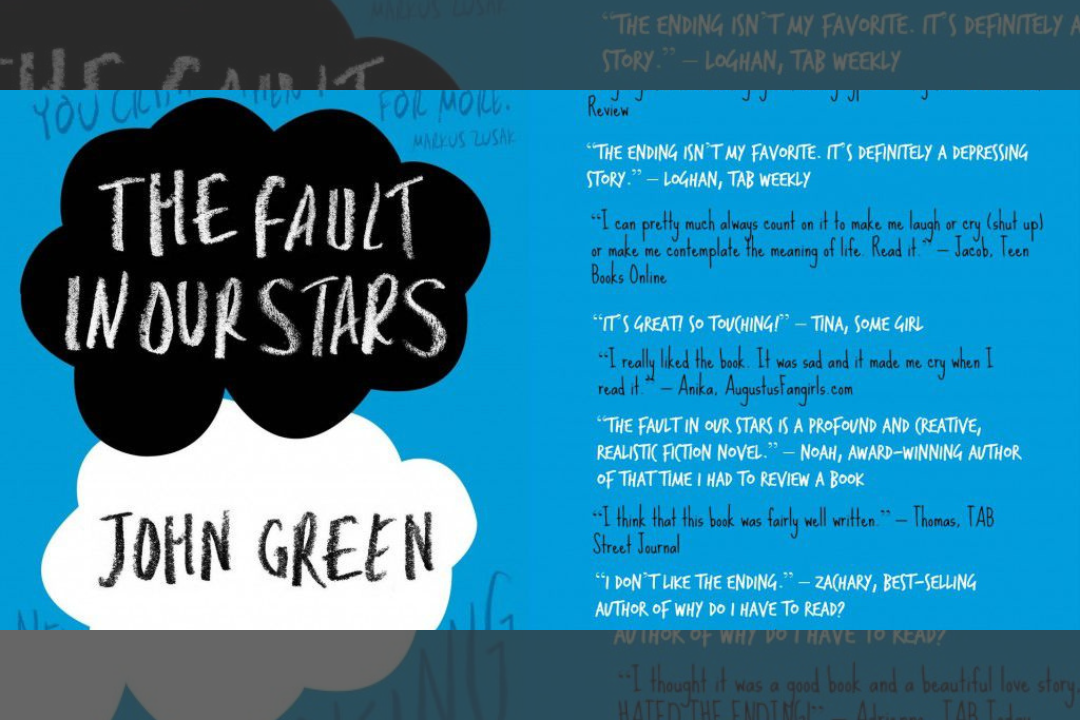 MARKUS ZUSAK
THE FAULT
YOU CRY AND THEN
FOR MORE.
MARKUS ZUSAK
THE FAULT
IN OUR STARS
JOHN GREEN
"THE ENDING ISN'T MY FAVORITE. IT'S DEFINITELY A
STORY." – LOGHAN, TAB WEEKLY
Review
"THE ENDING ISN'T MY FAVORITE. IT'S DEFINITELY A DEPRESSING
STORY." – LOGHAN, TAB WEEKLY
"I can pretty much always count on it to make me laugh or cry (shut up)
or make me contemplate the meaning of life. Read it." – Jacob, Teen
Books Online
"IT'S GREAT! SO TOUCHING!" – TINA, SOME GIRL
"I really liked the book. It was sad and it made me cry when I
read it." – Anika, AugustusFangirls.com
"THE FAULT IN OUR STARS IS A PROFOUND AND CREATIVE,
REALISTIC FICTION NOVEL." – NOAH, AWARD-WINNING AUTHOR
OF THAT TIME I HAD TO REVIEW A BOOK
"I think that this book was fairly well written." – Thomas, TAB
Street Journal
"I DON'T LIKE THE ENDING." – ZACHARY, BEST-SELLING
AUTHOR OF WHY DO I HAVE TO READ?
AUTHOR OF WHY DO I HAVE TO READ?
"I thought it was a good book and a beautiful love story,
HATED THE ENDING!" –